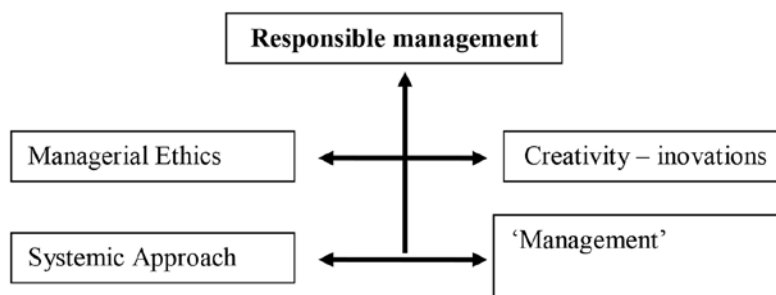 Responsible management
Managerial Ethics
Creativity – inovations
Systemic Approach
‘Management’